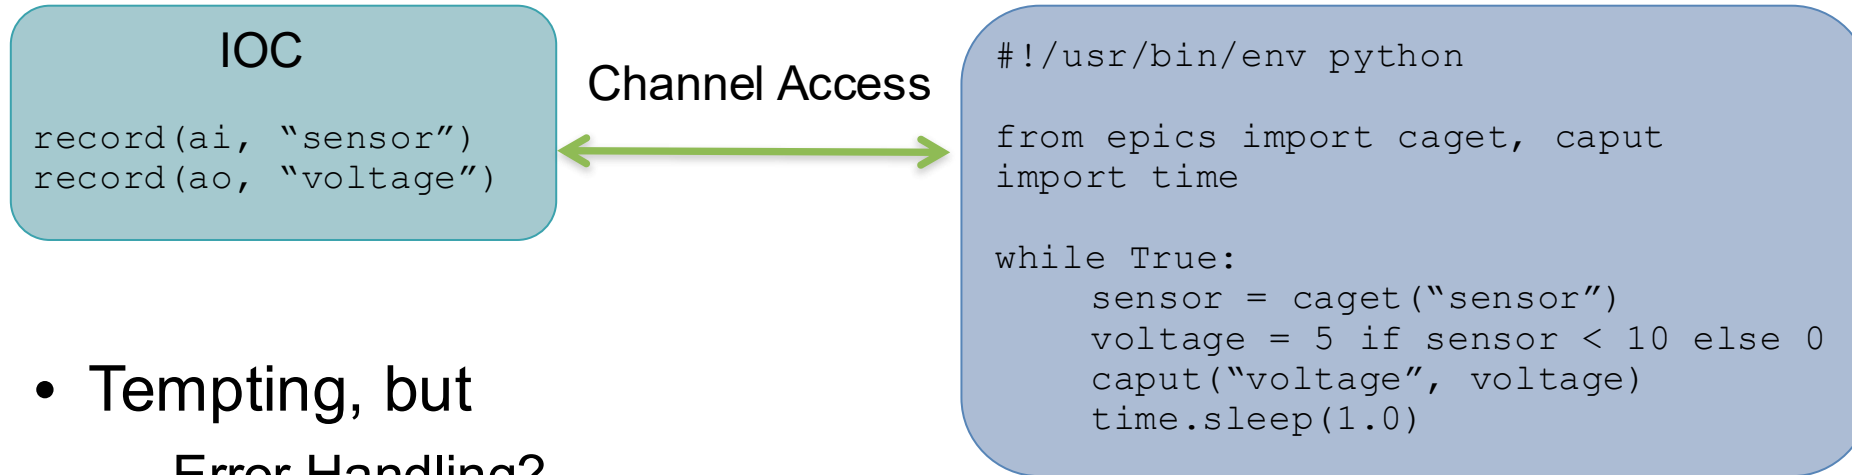 IOC
record(ai, “sensor”)
record(ao, “voltage”)
Channel Access
#!/usr/bin/env python
from epics import caget, caput
import time
while True:
sensor = caget(“sensor”)
voltage = 5 if sensor < 10 else 0
caput(“voltage”, voltage)
time.sleep(1.0)
• Tempting, but
Error Handling?